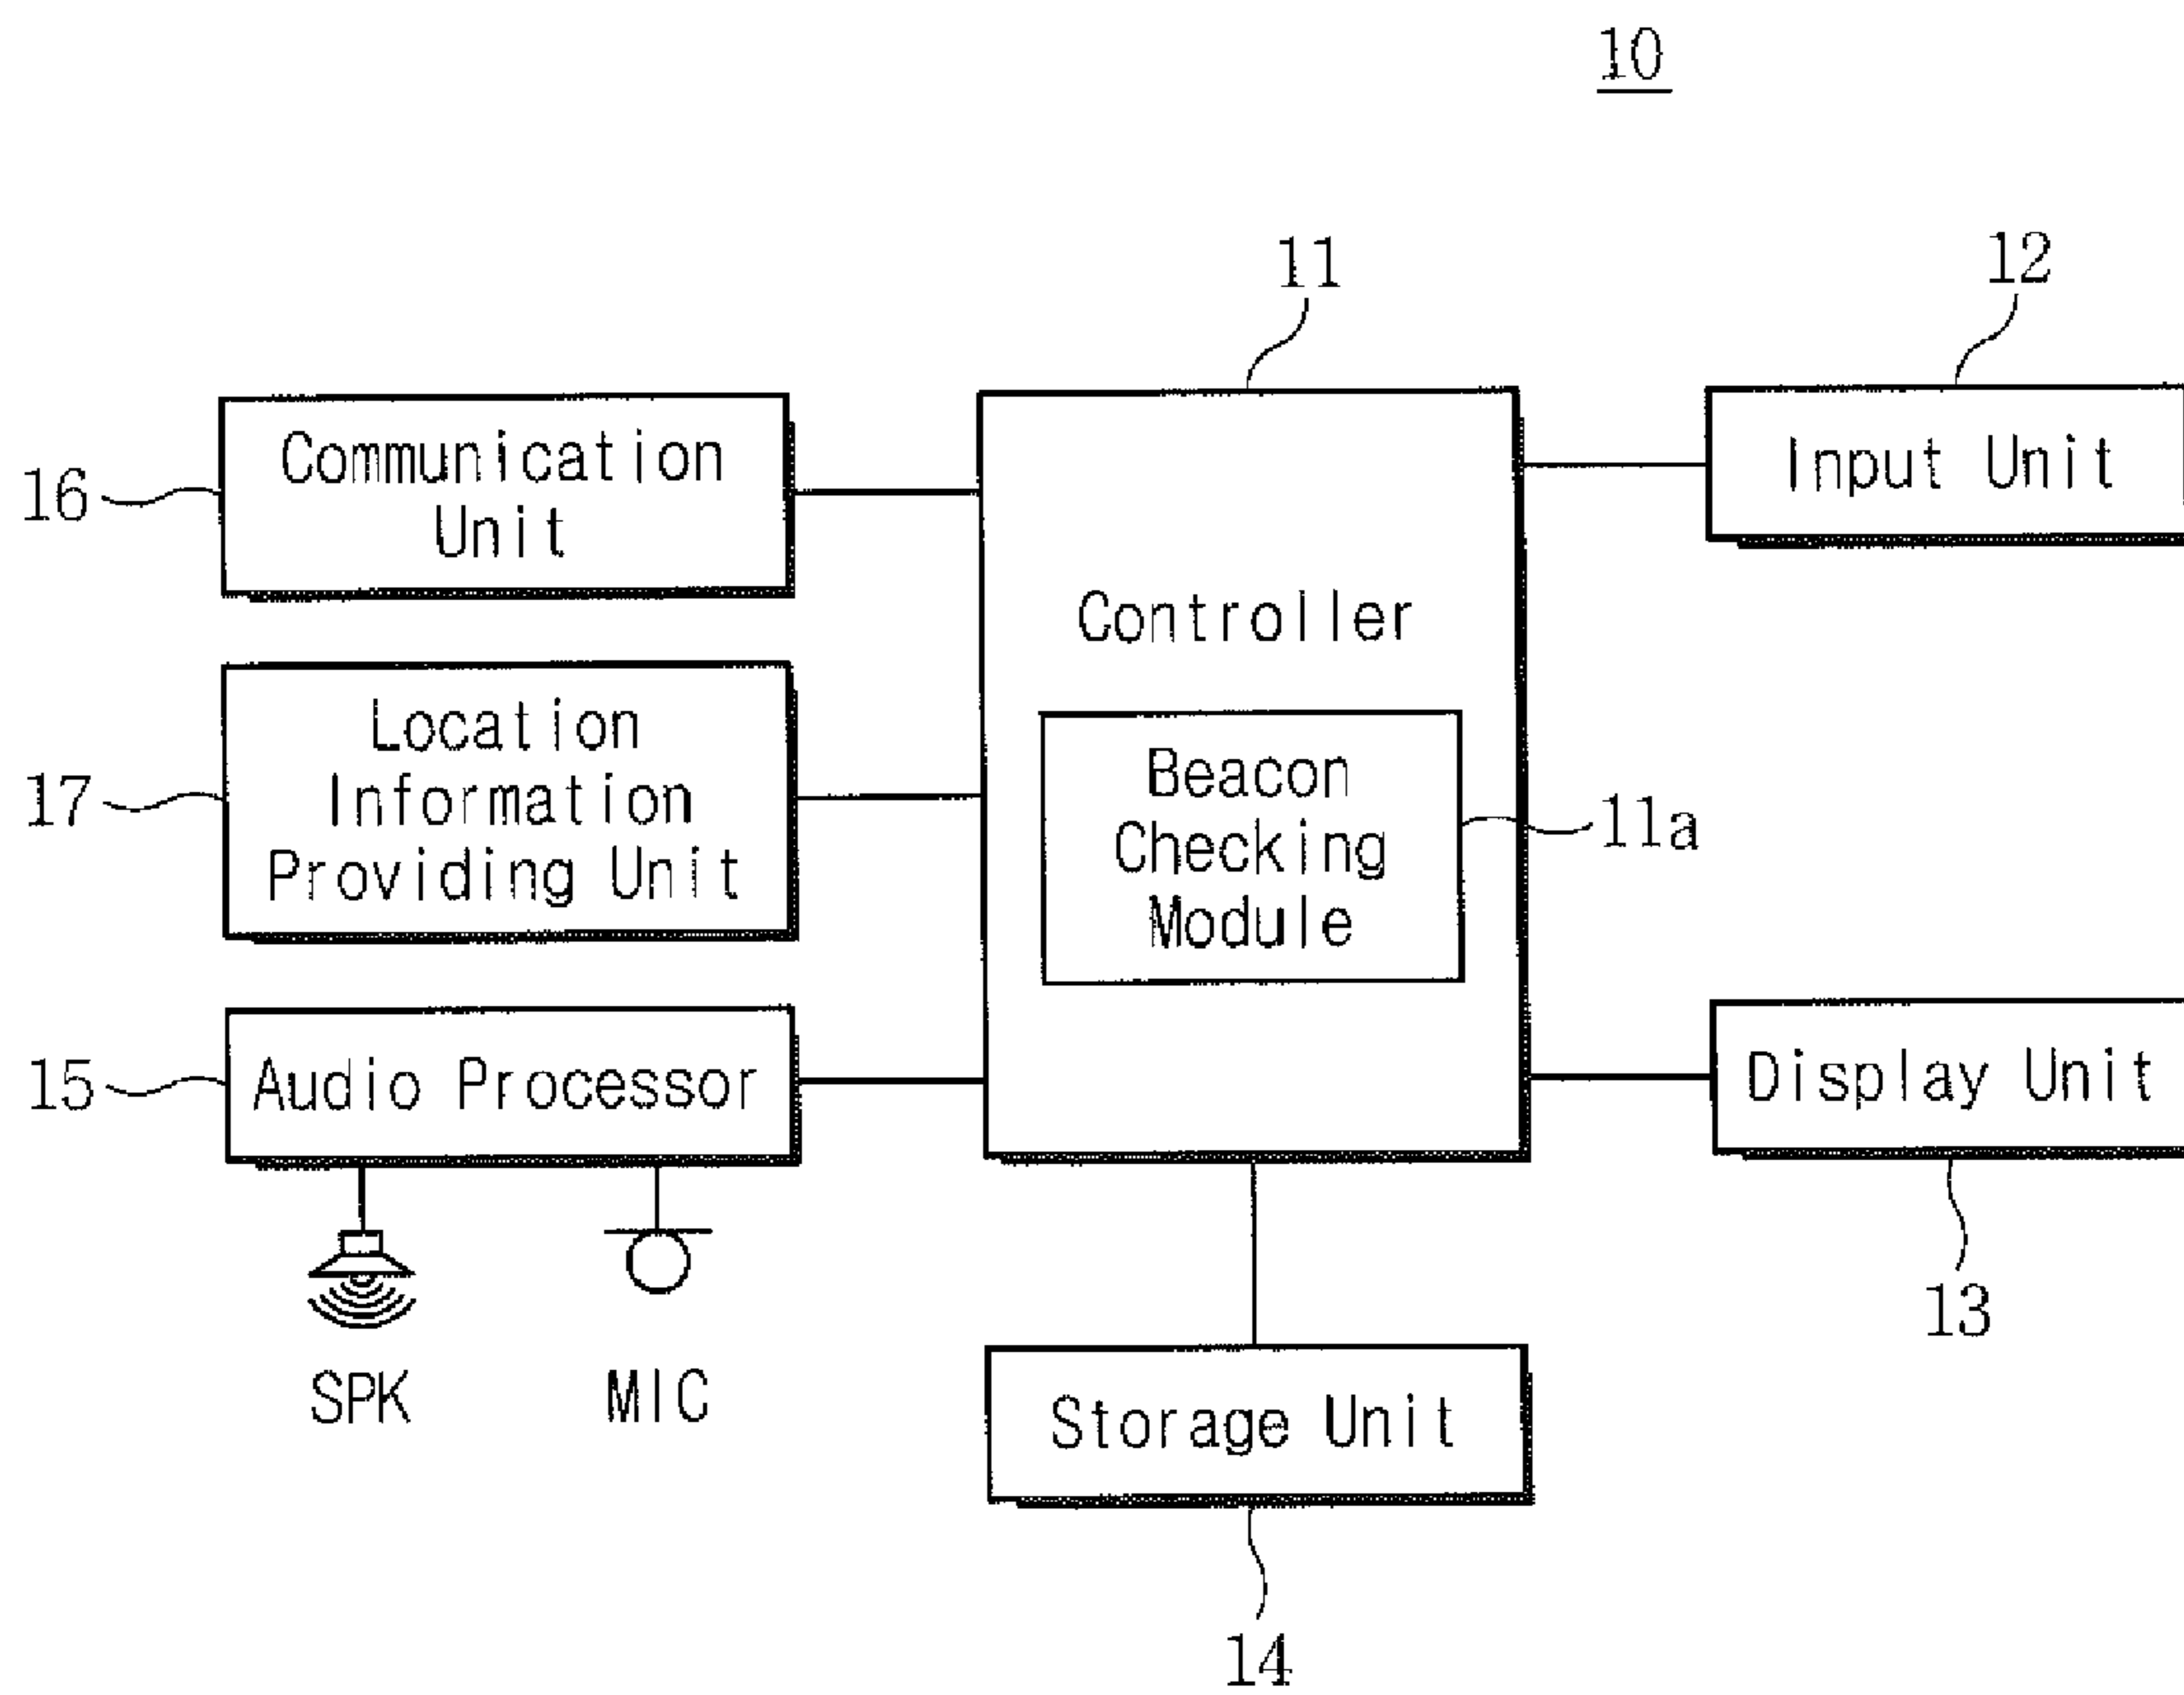 10
11
12
Communication
Unit
16
Input Unit
Controller
Location
Information
Providing Unit
17
Beacon
Checking
Module
11a
15
Audio Processor
Display Unit
13
SPK
MIC
Storage Unit
14